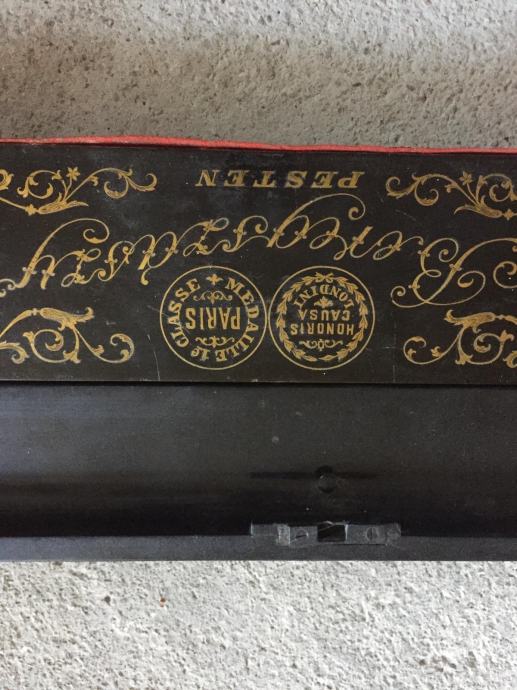 HONORIS
CAUSA
LONDINI
MEDAILLE 1e CLASSE
PARIS
Beregszászy
PESTEN